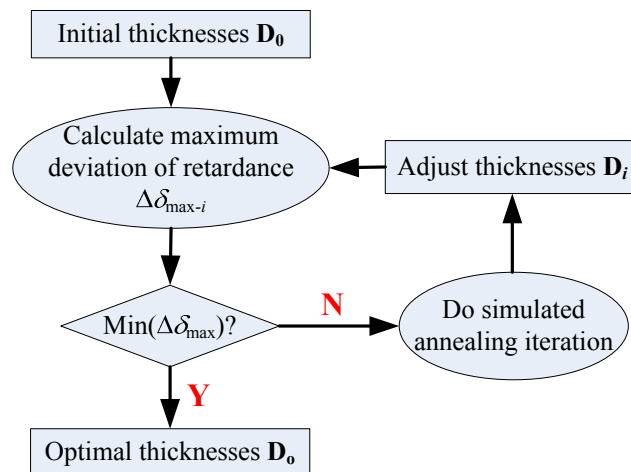 Initial thicknesses D₀
Calculate maximum
deviation of retardance
Δδmax-i
Adjust thicknesses Dᵢ
Min(Δδmax)?
N
Do simulated
annealing iteration
Y
Optimal thicknesses Dₒ